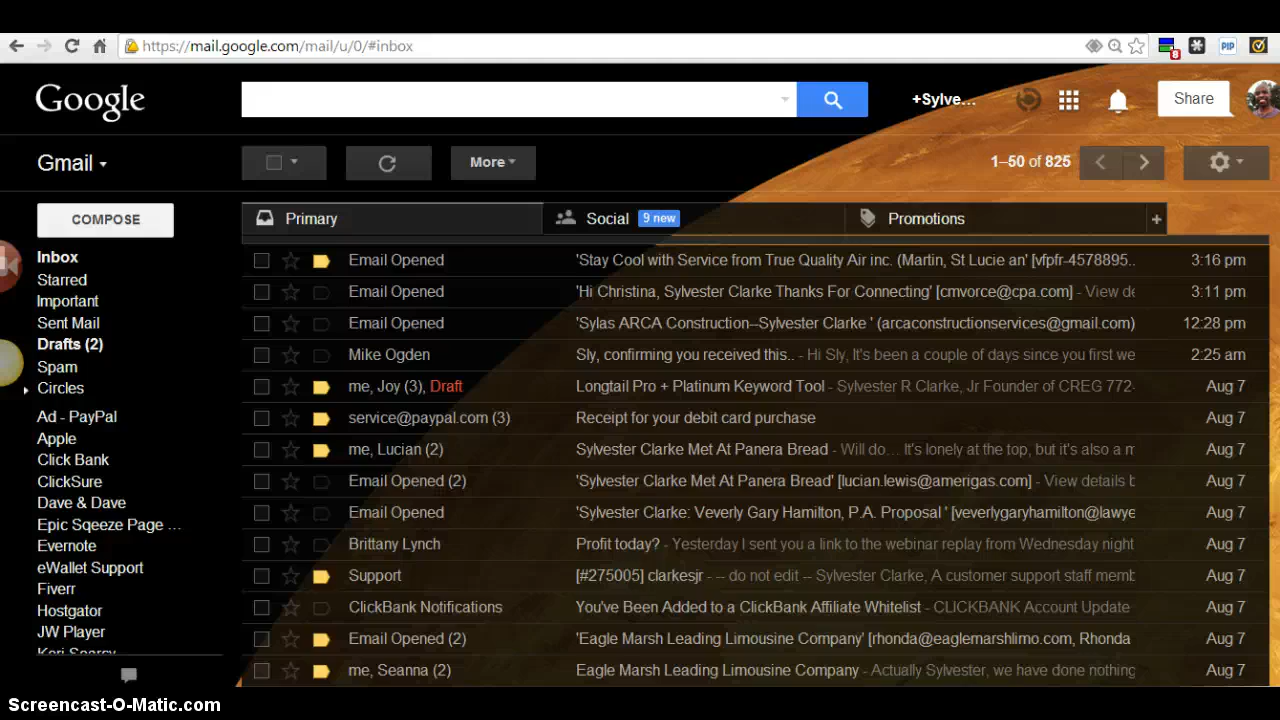 https://mail.google.com/mail/u/0/#inbox
8
PIP
Google
+Sylve...
Share
Gmail
More
1–50 of 825
COMPOSE
Primary
Social 9 new
Promotions
+
Inbox
Starred
Important
Sent Mail
Drafts (2)
Spam
Circles
Ad - PayPal
Apple
Click Bank
ClickSure
Dave & Dave
Epic Sqeeze Page ...
Evernote
eWallet Support
Fiverr
Hostgator
JW Player
Email Opened 'Stay Cool with Service from True Quality Air inc. (Martin, St Lucie an' [vfpfr-4578895.. 3:16 pm
Email Opened 'Hi Christina, Sylvester Clarke Thanks For Connecting' [cmvorce@cpa.com] - View de 3:11 pm
Email Opened 'Sylas ARCA Construction--Sylvester Clarke ' (arcaconstructionservices@gmail.com) 12:28 pm
Mike Ogden Sly, confirming you received this.. - Hi Sly, It's been a couple of days since you first we 2:25 am
me, Joy (3), Draft Longtail Pro + Platinum Keyword Tool - Sylvester R Clarke, Jr Founder of CREG 772- Aug 7
service@paypal.com (3) Receipt for your debit card purchase Aug 7
me, Lucian (2) Sylvester Clarke Met At Panera Bread - Will do... It's lonely at the top, but it's also a m Aug 7
Email Opened (2) 'Sylvester Clarke Met At Panera Bread' [lucian.lewis@amerigas.com] - View details b Aug 7
Email Opened 'Sylvester Clarke: Veverly Gary Hamilton, P.A. Proposal ' [veverlygaryhamilton@lawye Aug 7
Brittany Lynch Profit today? - Yesterday I sent you a link to the webinar replay from Wednesday night Aug 7
Support [#275005] clarkesjr - -- do not edit -- Sylvester Clarke, A customer support staff memb Aug 7
ClickBank Notifications You've Been Added to a ClickBank Affiliate Whitelist - CLICKBANK Account Update Aug 7
Email Opened (2) 'Eagle Marsh Leading Limousine Company' [rhonda@eaglemarshlimo.com, Rhonda Aug 7
me, Seanna (2) Eagle Marsh Leading Limousine Company - Actually Sylvester, we have done nothing Aug 7
Screencast-O-Matic.com